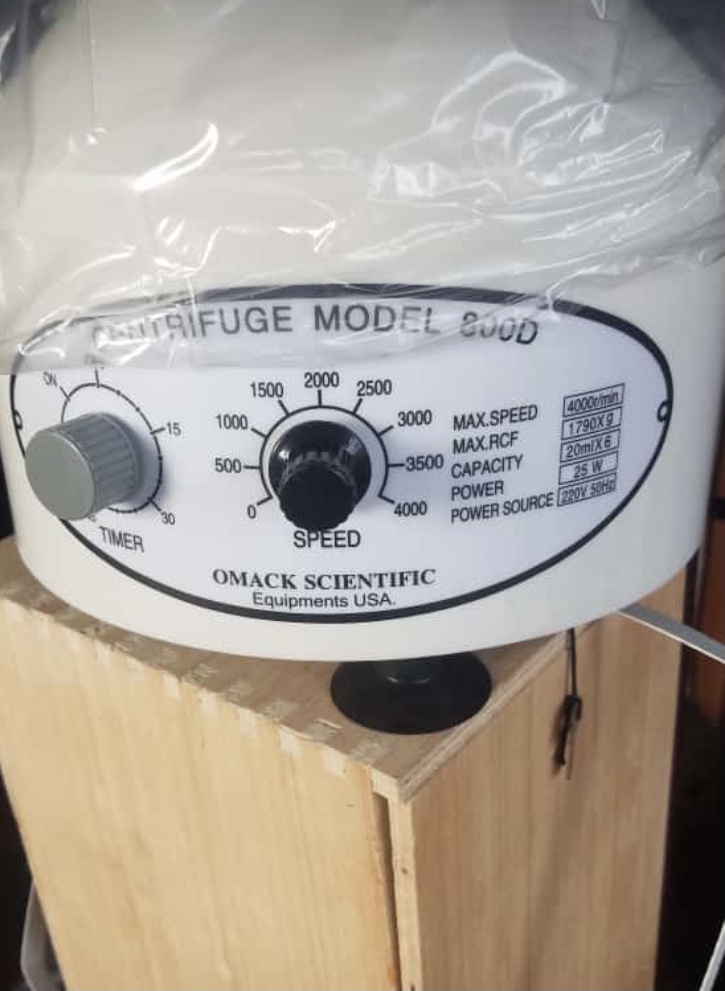 CENTRIFUGE MODEL 800D
ON
15
30
TIMER
0
500
1000
1500
2000
2500
3000
3500
4000
SPEED
MAX.SPEED 4000r/min
MAX.RCF 1790Xg
CAPACITY 20mlX6
POWER 25 W
POWER SOURCE 220V 50Hz
OMACK SCIENTIFIC
Equipments USA.